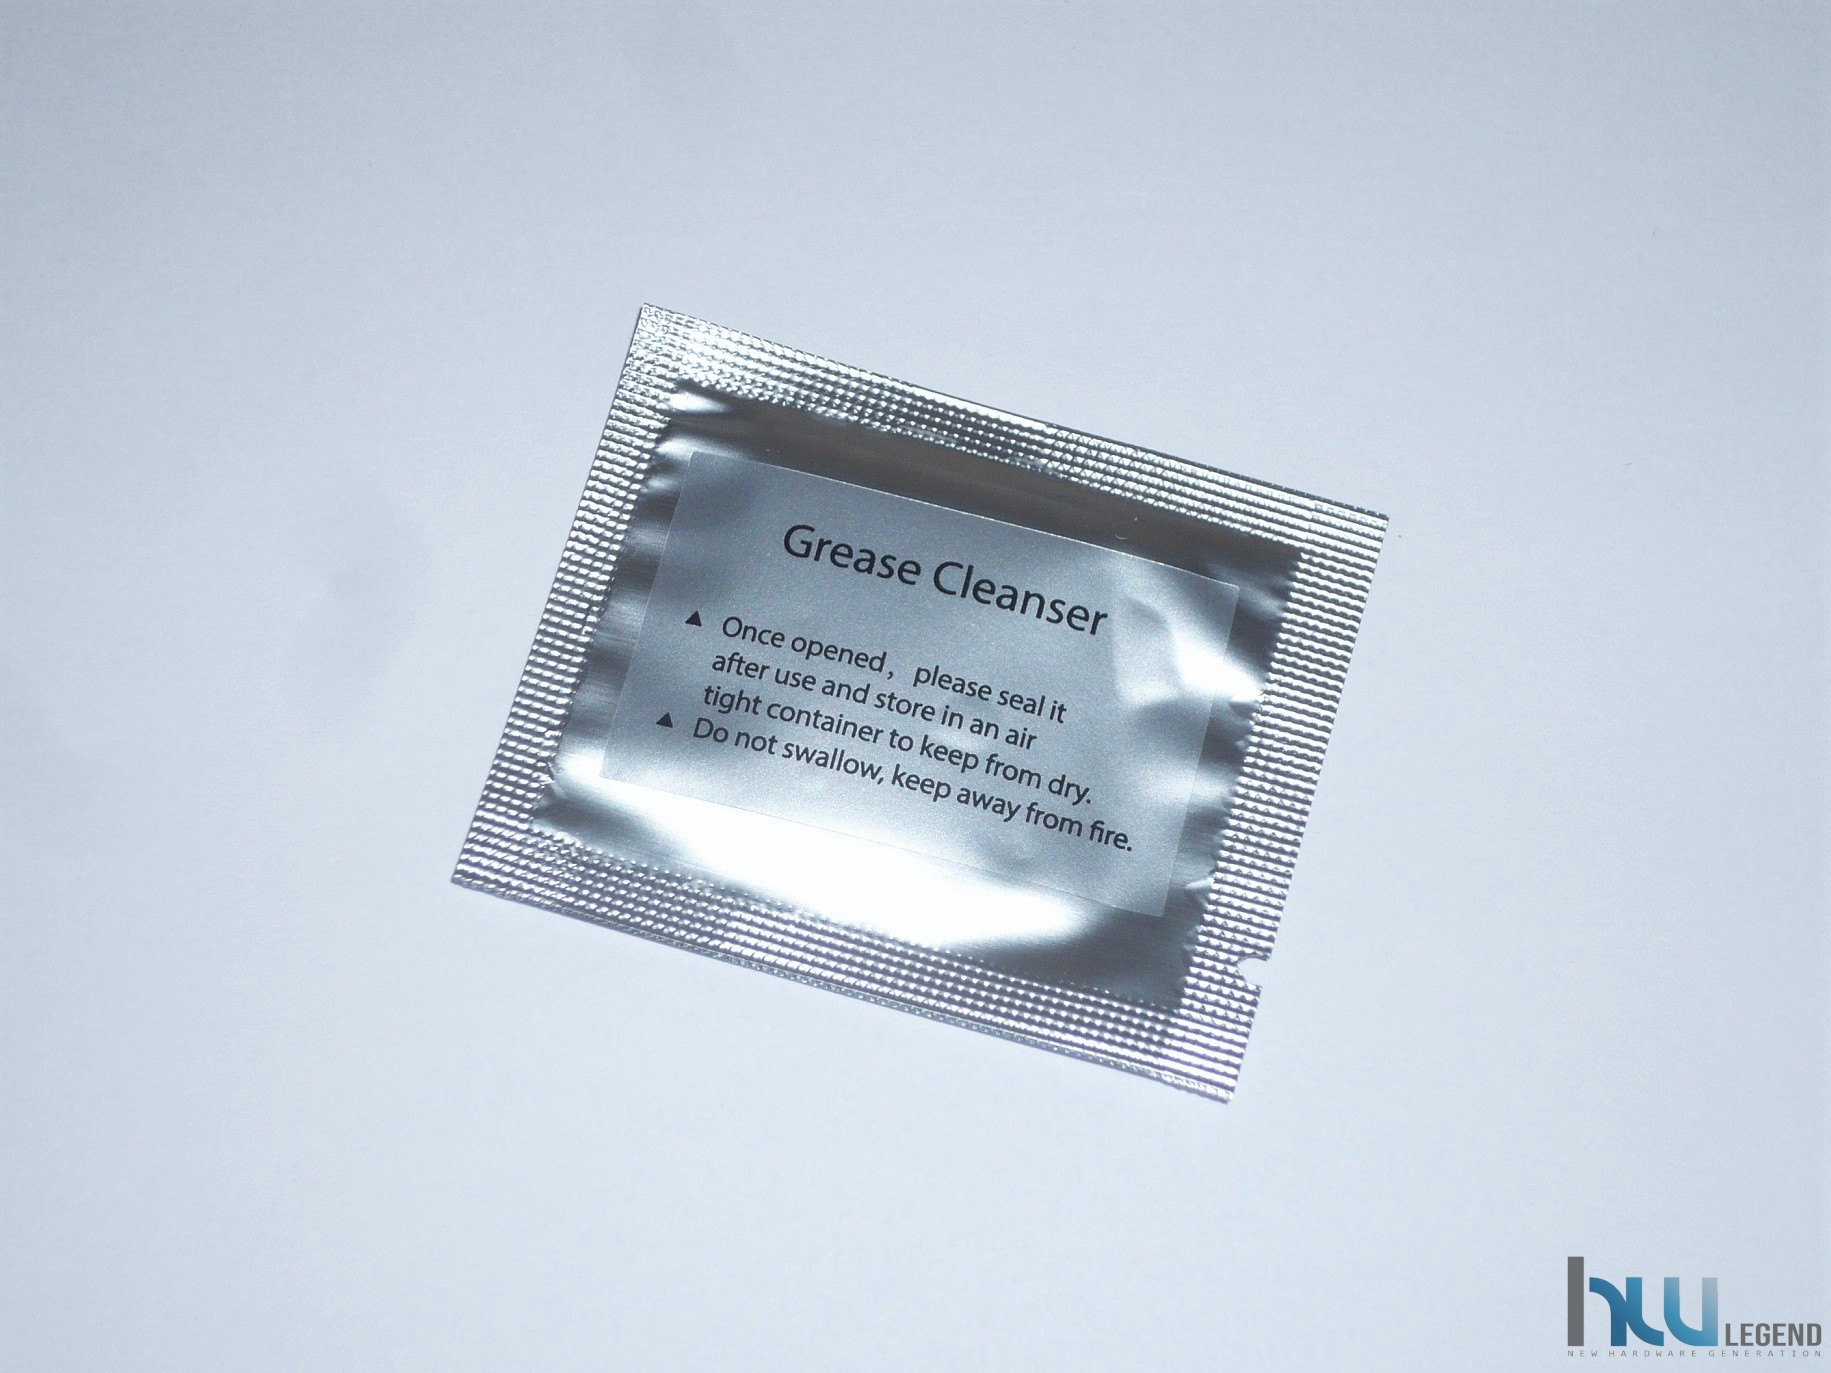 Grease Cleanser
▲ Once opened, please seal it
after use and store in an air
tight container to keep from dry.
▲ Do not swallow, keep away from fire.
hw LEGEND
NEW HARDWARE GENERATION